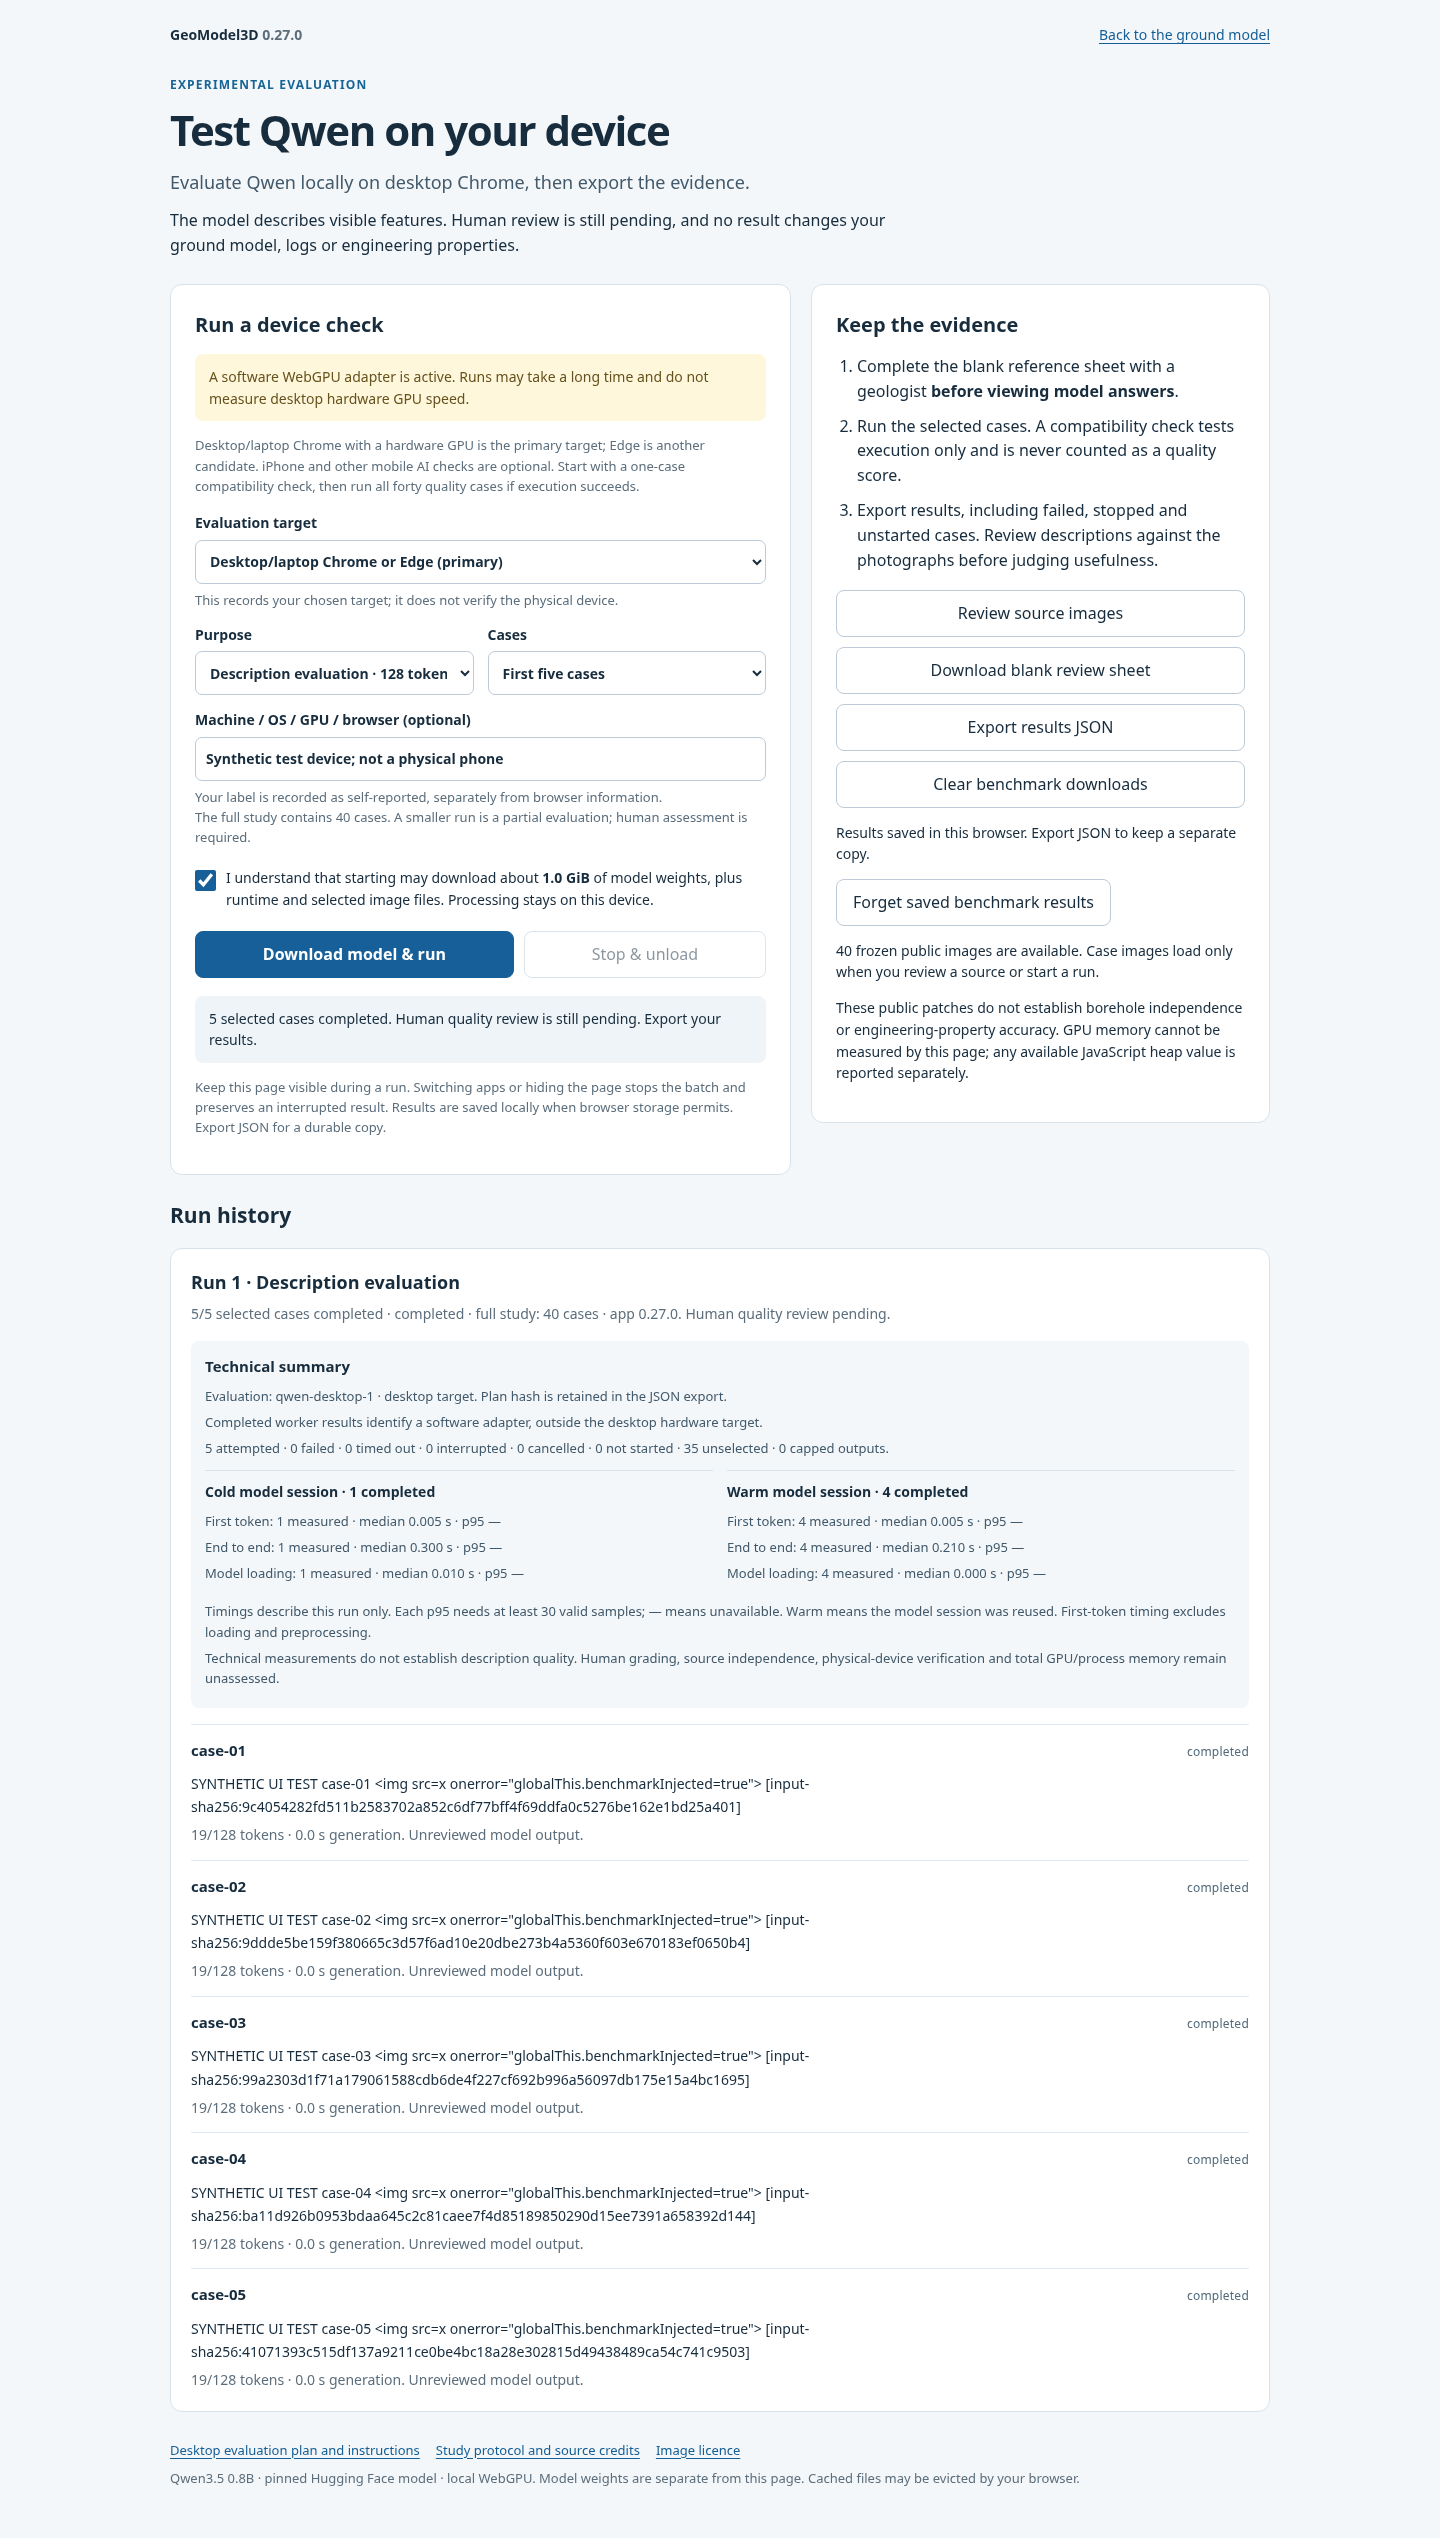 GeoModel3D 0.27.0
Back to the ground model
EXPERIMENTAL EVALUATION
Test Qwen on your device
Evaluate Qwen locally on desktop Chrome, then export the evidence.
The model describes visible features. Human review is still pending, and no result changes your
ground model, logs or engineering properties.
Run a device check
A software WebGPU adapter is active. Runs may take a long time and do not
measure desktop hardware GPU speed.
Desktop/laptop Chrome with a hardware GPU is the primary target; Edge is another
candidate. iPhone and other mobile AI checks are optional. Start with a one-case
compatibility check, then run all forty quality cases if execution succeeds.
Evaluation target
Desktop/laptop Chrome or Edge (primary)
This records your chosen target; it does not verify the physical device.
Purpose
Cases
Description evaluation · 128 token
First five cases
Machine / OS / GPU / browser (optional)
Synthetic test device; not a physical phone
Your label is recorded as self-reported, separately from browser information.
The full study contains 40 cases. A smaller run is a partial evaluation; human assessment is
required.
I understand that starting may download about 1.0 GiB of model weights, plus
runtime and selected image files. Processing stays on this device.
Download model & run
Stop & unload
5 selected cases completed. Human quality review is still pending. Export your
results.
Keep this page visible during a run. Switching apps or hiding the page stops the batch and
preserves an interrupted result. Results are saved locally when browser storage permits.
Export JSON for a durable copy.
Keep the evidence
1. Complete the blank reference sheet with a
geologist before viewing model answers.
2. Run the selected cases. A compatibility check tests
execution only and is never counted as a quality
score.
3. Export results, including failed, stopped and
unstarted cases. Review descriptions against the
photographs before judging usefulness.
Review source images
Download blank review sheet
Export results JSON
Clear benchmark downloads
Results saved in this browser. Export JSON to keep a separate
copy.
Forget saved benchmark results
40 frozen public images are available. Case images load only
when you review a source or start a run.
These public patches do not establish borehole independence
or engineering-property accuracy. GPU memory cannot be
measured by this page; any available JavaScript heap value is
reported separately.
Run history
Run 1 · Description evaluation
5/5 selected cases completed · completed · full study: 40 cases · app 0.27.0. Human quality review pending.
Technical summary
Evaluation: qwen-desktop-1 · desktop target. Plan hash is retained in the JSON export.
Completed worker results identify a software adapter, outside the desktop hardware target.
5 attempted · 0 failed · 0 timed out · 0 interrupted · 0 cancelled · 0 not started · 35 unselected · 0 capped outputs.
Cold model session · 1 completed
First token: 1 measured · median 0.005 s · p95 —
End to end: 1 measured · median 0.300 s · p95 —
Model loading: 1 measured · median 0.010 s · p95 —
Warm model session · 4 completed
First token: 4 measured · median 0.005 s · p95 —
End to end: 4 measured · median 0.210 s · p95 —
Model loading: 4 measured · median 0.000 s · p95 —
Timings describe this run only. Each p95 needs at least 30 valid samples; — means unavailable. Warm means the model session was reused. First-token timing excludes
loading and preprocessing.
Technical measurements do not establish description quality. Human grading, source independence, physical-device verification and total GPU/process memory remain
unassessed.
case-01
completed
SYNTHETIC UI TEST case-01 <img src=x onerror="globalThis.benchmarkInjected=true"> [input-
sha256:9c4054282fd511b2583702a852c6df77bff4f69ddfa0c5276be162e1bd25a401]
19/128 tokens · 0.0 s generation. Unreviewed model output.
case-02
completed
SYNTHETIC UI TEST case-02 <img src=x onerror="globalThis.benchmarkInjected=true"> [input-
sha256:9ddde5be159f380665c3d57f6ad10e20dbe273b4a5360f603e670183ef0650b4]
19/128 tokens · 0.0 s generation. Unreviewed model output.
case-03
completed
SYNTHETIC UI TEST case-03 <img src=x onerror="globalThis.benchmarkInjected=true"> [input-
sha256:99a2303d1f71a179061588cdb6de4f227cf692b996a56097db175e15a4bc1695]
19/128 tokens · 0.0 s generation. Unreviewed model output.
case-04
completed
SYNTHETIC UI TEST case-04 <img src=x onerror="globalThis.benchmarkInjected=true"> [input-
sha256:ba11d926b0953bdaa645c2c81caee7f4d85189850290d15ee7391a658392d144]
19/128 tokens · 0.0 s generation. Unreviewed model output.
case-05
completed
SYNTHETIC UI TEST case-05 <img src=x onerror="globalThis.benchmarkInjected=true"> [input-
sha256:41071393c515df137a9211ce0be4bc18a28e302815d49438489ca54c741c9503]
19/128 tokens · 0.0 s generation. Unreviewed model output.
Desktop evaluation plan and instructions
Study protocol and source credits
Image licence
Qwen3.5 0.8B · pinned Hugging Face model · local WebGPU. Model weights are separate from this page. Cached files may be evicted by your browser.